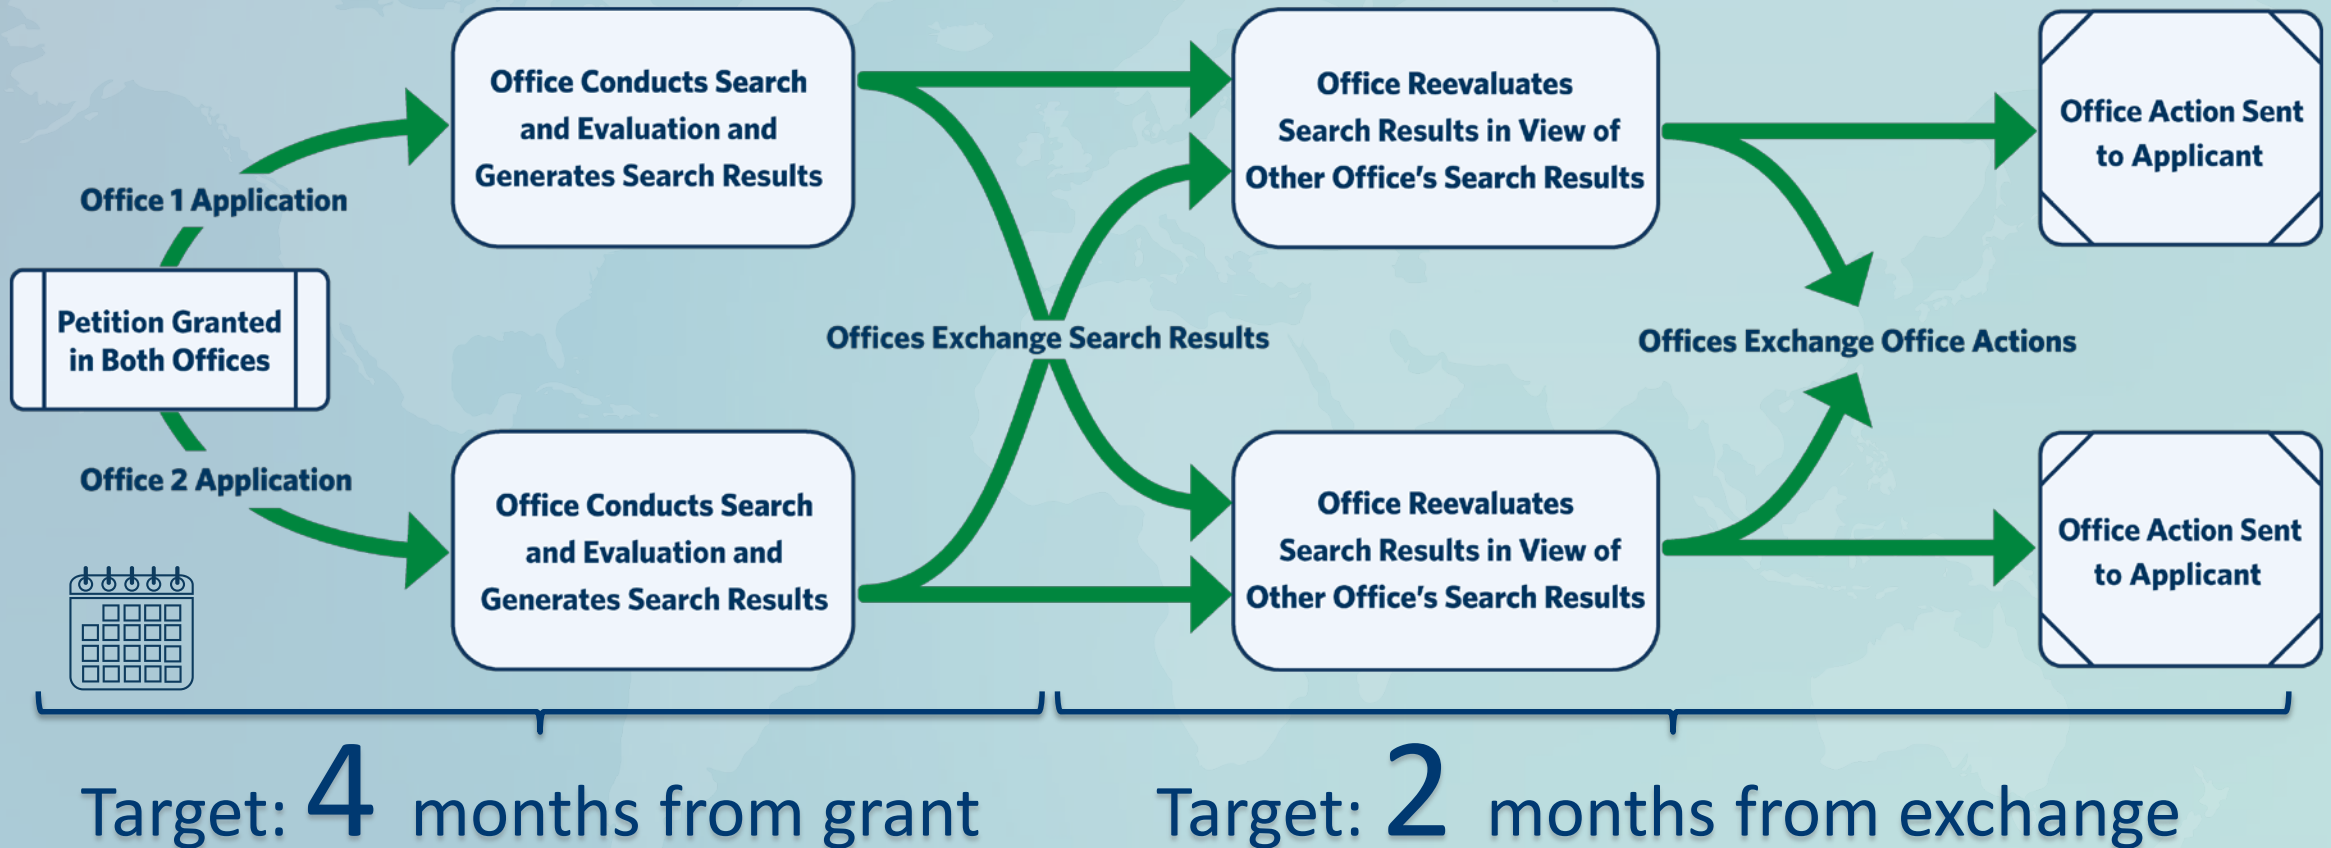 Office Conducts Search
and Evaluation and
Generates Search Results
Office Reevaluates
Search Results in View of
Other Office's Search Results
Office Action Sent
to Applicant
Office 1 Application
Petition Granted
in Both Offices
Offices Exchange Search Results
Offices Exchange Office Actions
Office 2 Application
Office Conducts Search
and Evaluation and
Generates Search Results
Office Reevaluates
Search Results in View of
Other Office's Search Results
Office Action Sent
to Applicant
Target: 4 months from grant
Target: 2 months from exchange